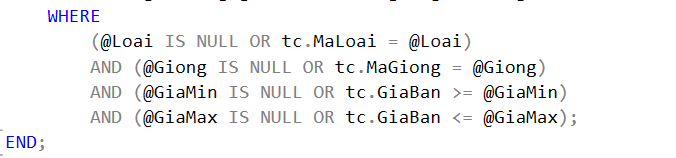 WHERE
(@Loai IS NULL OR tc.MaLoai = @Loai)
AND (@Giong IS NULL OR tc.MaGiong = @Giong)
AND (@GiaMin IS NULL OR tc.GiaBan >= @GiaMin)
AND (@GiaMax IS NULL OR tc.GiaBan <= @GiaMax);
END;